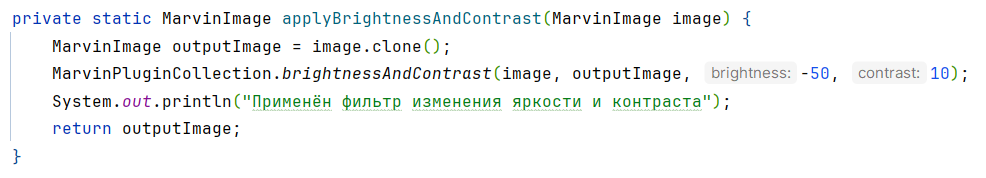 private static MarvinImage applyBrightnessAndContrast(MarvinImage image) {
    MarvinImage outputImage = image.clone();
    MarvinPluginCollection.brightnessAndContrast(image, outputImage, brightness: -50, contrast: 10);
    System.out.println("Применён фильтр изменения яркости и контраста");
    return outputImage;
}